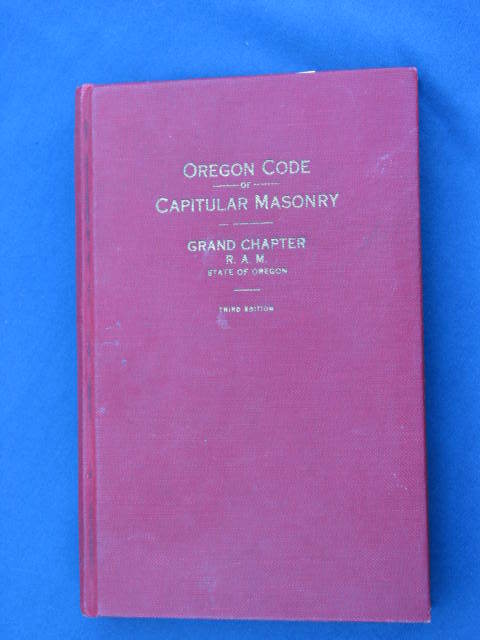 OREGON CODE
OF
CAPITULAR MASONRY
GRAND CHAPTER
R. A. M.
STATE OF OREGON
THIRD EDITION